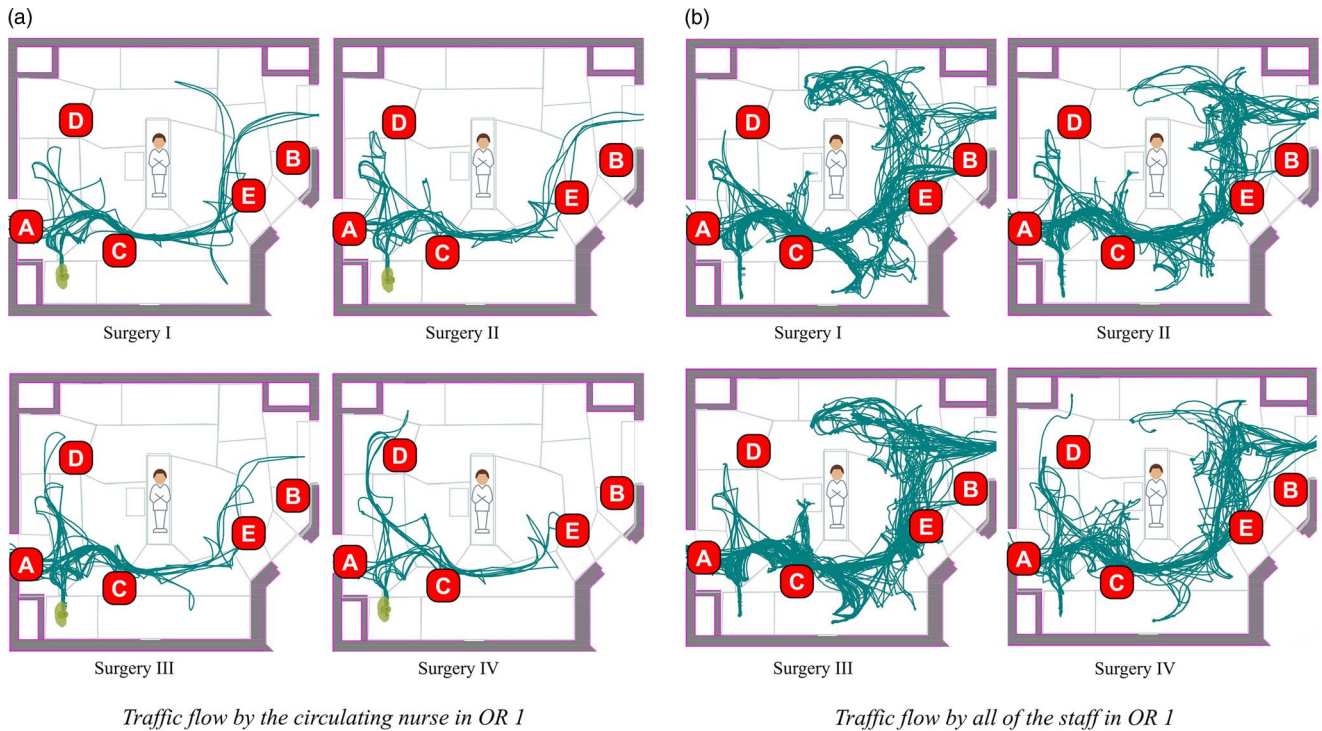 (a)
(b)
D
B
E
A
C
Surgery I
D
B
E
A
C
Surgery II
D
B
E
A
C
Surgery I
D
B
E
A
C
Surgery II
D
B
E
A
C
Surgery III
D
B
E
A
C
Surgery IV
D
B
E
A
C
Surgery III
D
B
E
A
C
Surgery IV
Traffic flow by the circulating nurse in OR 1
Traffic flow by all of the staff in OR 1